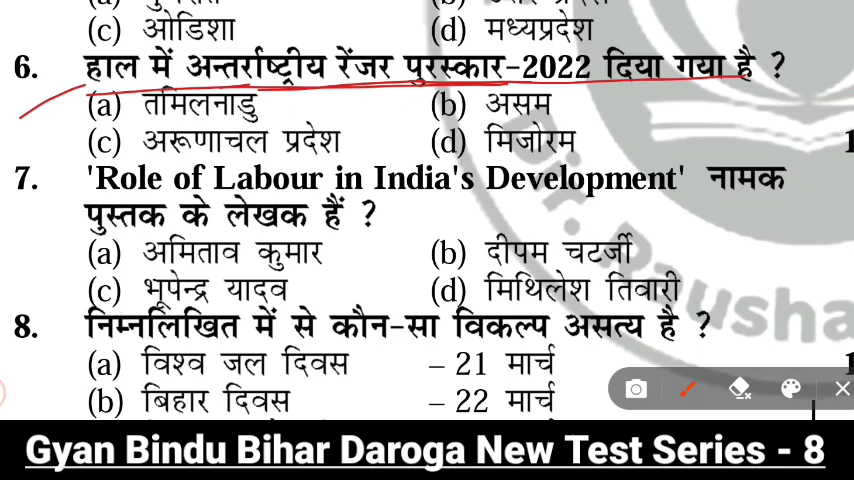 (c) ओडिशा (d) मध्यप्रदेश
6. हाल में अन्तर्राष्ट्रीय रेंजर पुरस्कार-2022 दिया गया है ?
(a) तमिलनाडु (b) असम
(c) अरूणाचल प्रदेश (d) मिजोरम
7. 'Role of Labour in India's Development' नामक
पुस्तक के लेखक हैं ?
(a) अमिताव कुमार (b) दीपम चटर्जी
(c) भूपेन्द्र यादव (d) मिथिलेश तिवारी
8. निम्नलिखित में से कौन-सा विकल्प असत्य है ?
(a) विश्व जल दिवस – 21 मार्च
(b) बिहार दिवस – 22 मार्च
Gyan Bindu Bihar Daroga New Test Series - 8